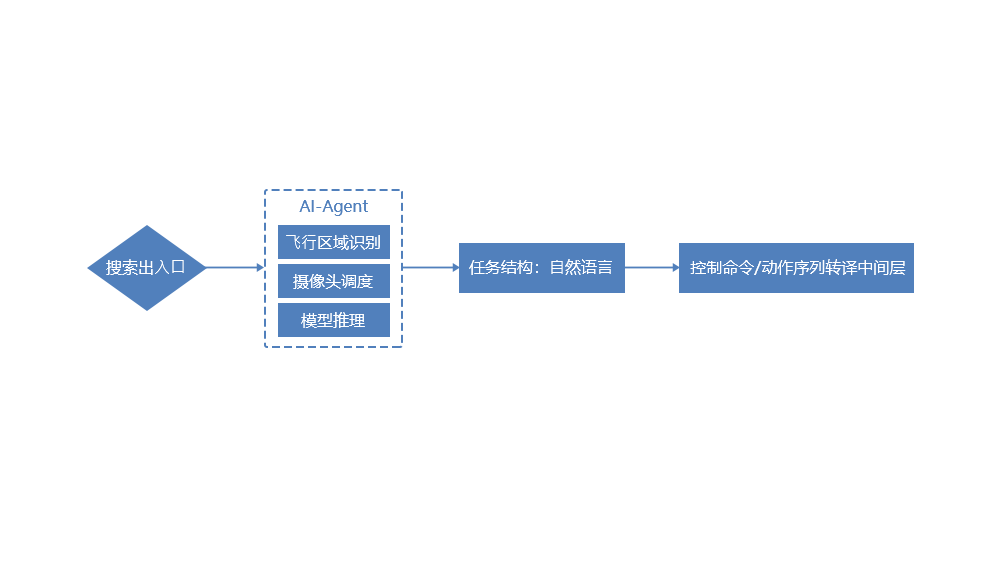 搜索出入口
AI-Agent
飞行区域识别
摄像头调度
模型推理
任务结构：自然语言
控制命令/动作序列转译中间层